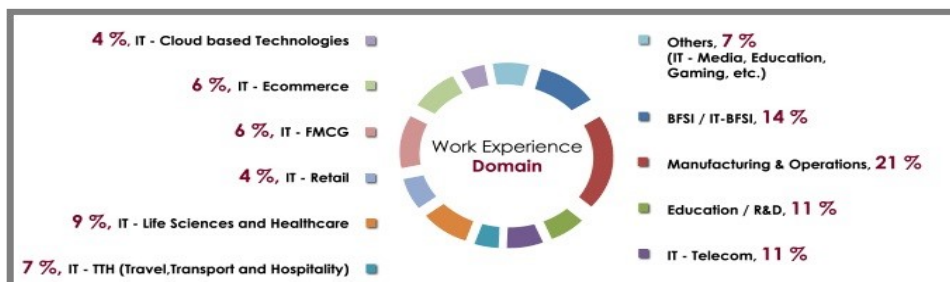 4 %, IT - Cloud based Technologies
6 %, IT - Ecommerce
6 %, IT - FMCG
4 %, IT - Retail
9 %, IT - Life Sciences and Healthcare
7 %, IT - TTH (Travel,Transport and Hospitality)
Work Experience
Domain
Others, 7 %
(IT - Media, Education,
Gaming, etc.)
BFSI / IT-BFSI, 14 %
Manufacturing & Operations, 21 %
Education / R&D, 11 %
IT - Telecom, 11 %